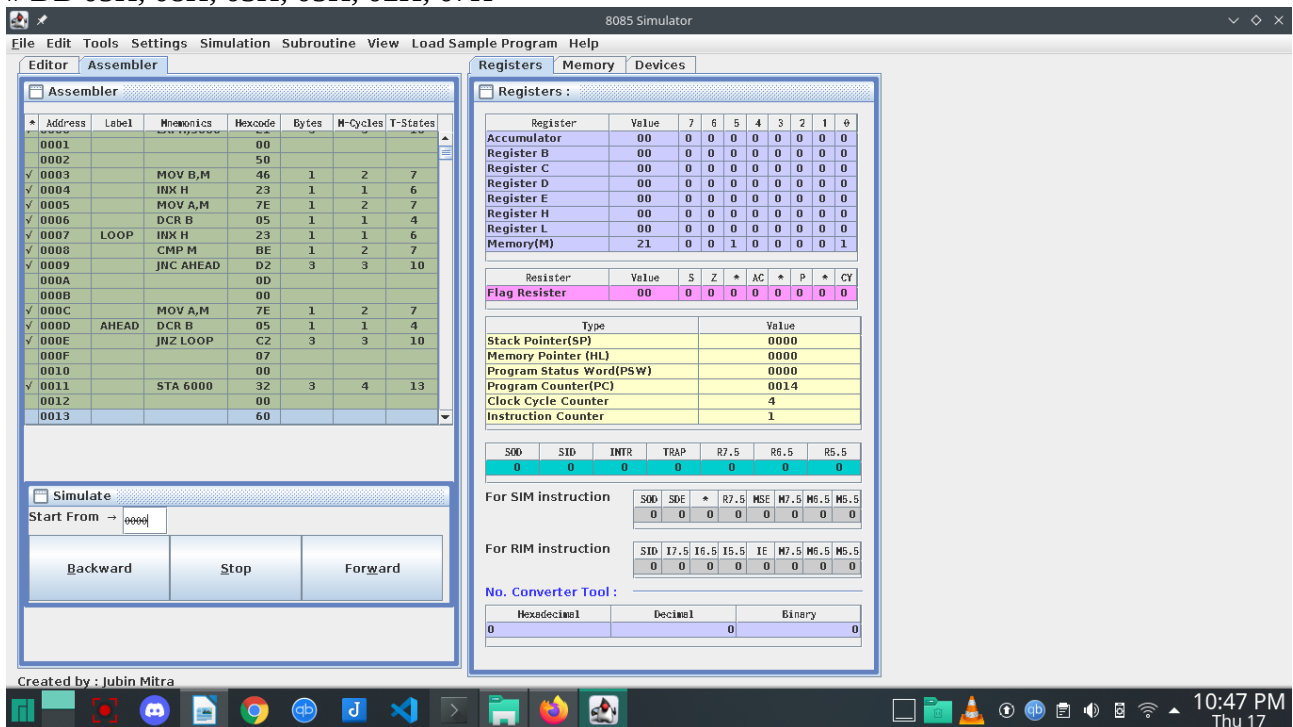 8085 Simulator
File Edit Tools Settings Simulation Subroutine View Load Sample Program Help
Editor Assembler
Registers Memory Devices
Assembler
* Address Label Mnemonics Hexcode Bytes M-Cycles T-States
0001 00
0002 50
√ 0003 MOV B,M 46 1 2 7
√ 0004 INX H 23 1 1 6
√ 0005 MOV A,M 7E 1 2 7
√ 0006 DCR B 05 1 1 4
√ 0007 LOOP INX H 23 1 1 6
√ 0008 CMP M BE 1 2 7
√ 0009 JNC AHEAD D2 3 3 10
000A 0D
000B 00
√ 000C MOV A,M 7E 1 2 7
√ 000D AHEAD DCR B 05 1 1 4
√ 000E JNZ LOOP C2 3 3 10
000F 07
0010 00
√ 0011 STA 6000 32 3 4 13
0012 00
0013 60
Simulate
Start From → 0000
Backward Stop Forward
Created by : Jubin Mitra
Registers :
Register Value 7 6 5 4 3 2 1 0
Accumulator 00 0 0 0 0 0 0 0 0
Register B 00 0 0 0 0 0 0 0 0
Register C 00 0 0 0 0 0 0 0 0
Register D 00 0 0 0 0 0 0 0 0
Register E 00 0 0 0 0 0 0 0 0
Register H 00 0 0 0 0 0 0 0 0
Register L 00 0 0 0 0 0 0 0 0
Memory(M) 21 0 0 1 0 0 0 0 1
Resister Value S Z * AC * P * CY
Flag Resister 00 0 0 0 0 0 0 0 0
Type Value
Stack Pointer(SP) 0000
Memory Pointer (HL) 0000
Program Status Word(PSW) 0000
Program Counter(PC) 0014
Clock Cycle Counter 4
Instruction Counter 1
SOD SID INTR TRAP R7.5 R6.5 R5.5
0 0 0 0 0 0 0
For SIM instruction
SOD SDE * R7.5 MSE M7.5 M6.5 M5.5
0 0 0 0 0 0 0 0
For RIM instruction
SID I7.5 I6.5 I5.5 IE M7.5 M6.5 M5.5
0 0 0 0 0 0 0 0
No. Converter Tool :
Hexadecimal Decimal Binary
0 0 0
10:47 PM
Thu 17